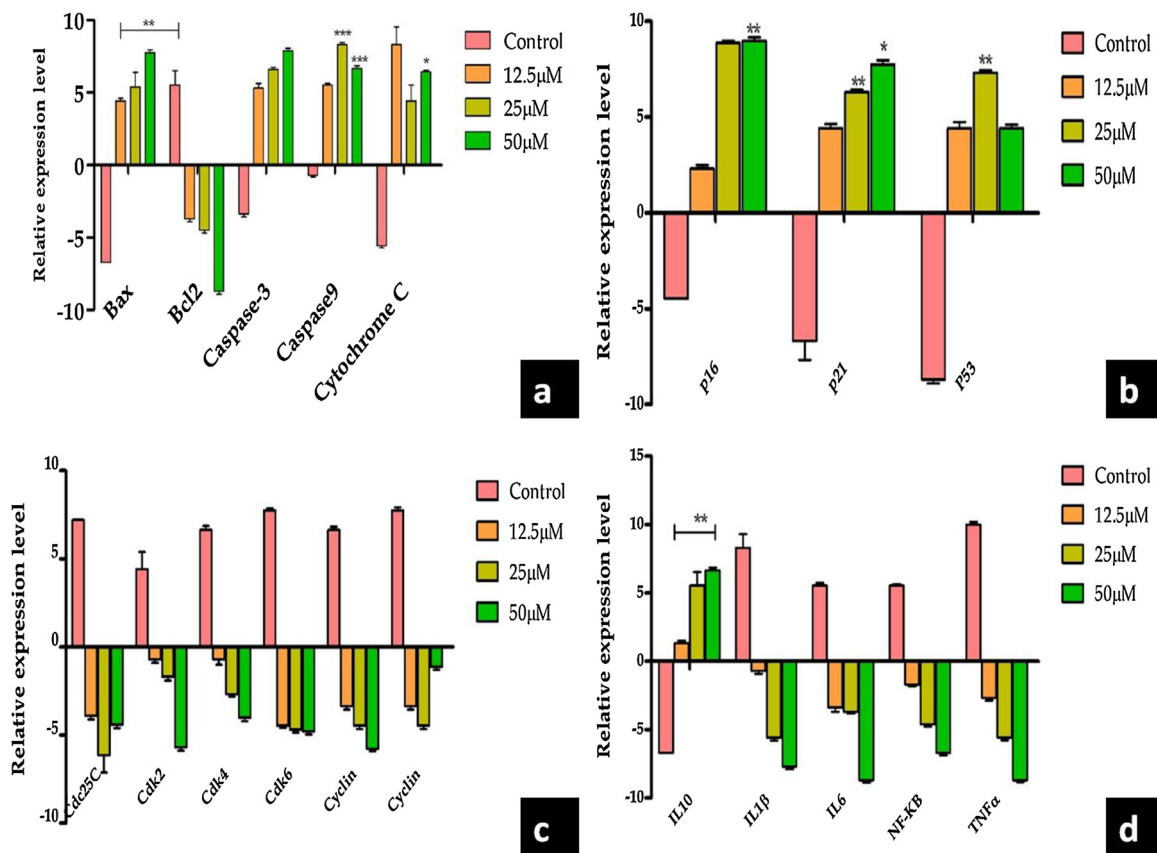 Relative expression level
10
5
0
-5
-10
**
***
***
*
Control
12.5µM
25µM
50µM
Bax
Bcl2
Caspase-3
Caspase9
Cytochrome C
a
Relative expression level
10
5
0
-5
-10
**
**
*
**
Control
12.5µM
25µM
50µM
p16
p21
P53
b
Relative expression level
10
5
0
-5
-10
Control
12.5µM
25µM
50µM
Cdc25C
Cdk2
Cdk4
Cdk6
Cyclin
Cyclin
c
Relative expression level
15
10
5
0
-5
-10
**
Control
12.5µM
25µM
50µM
IL10
IL1β
IL6
NF-KB
TNFα
d